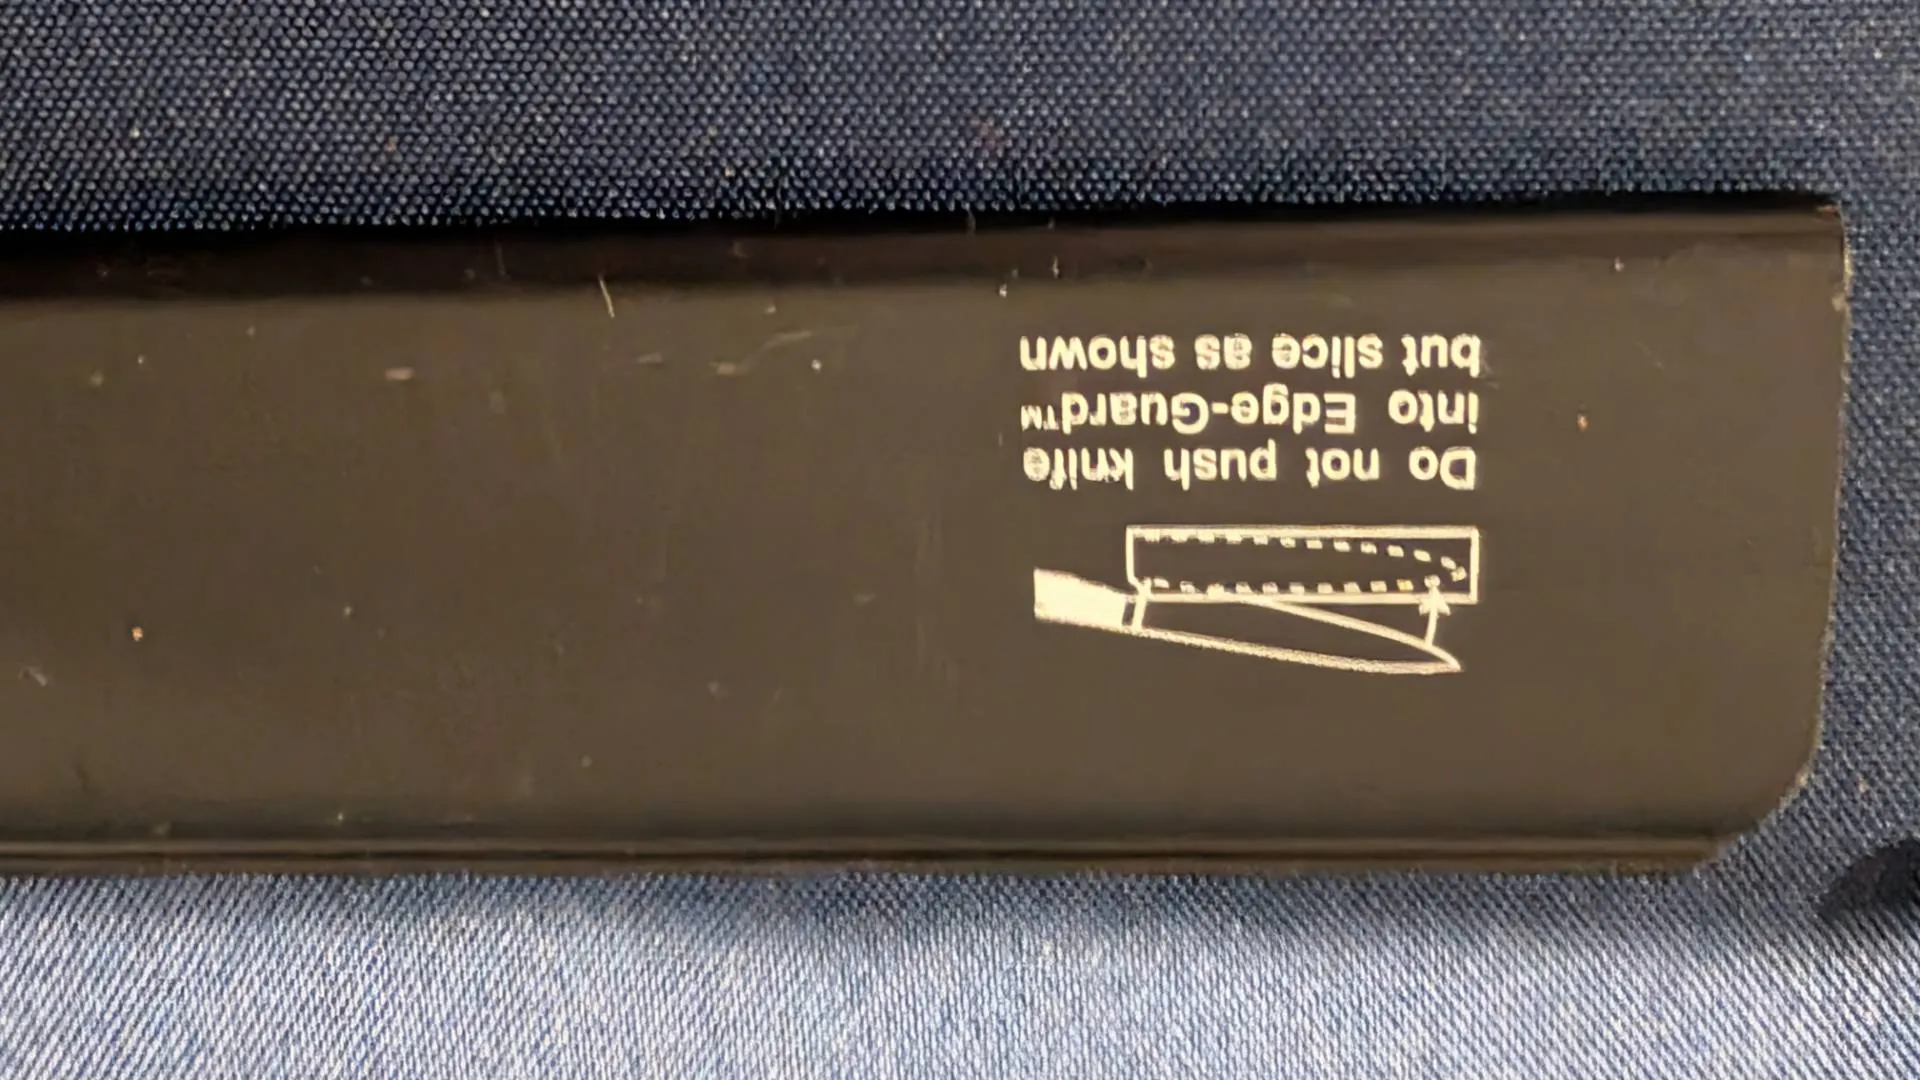 Do not push knife
into Edge-Guard™
but slice as shown